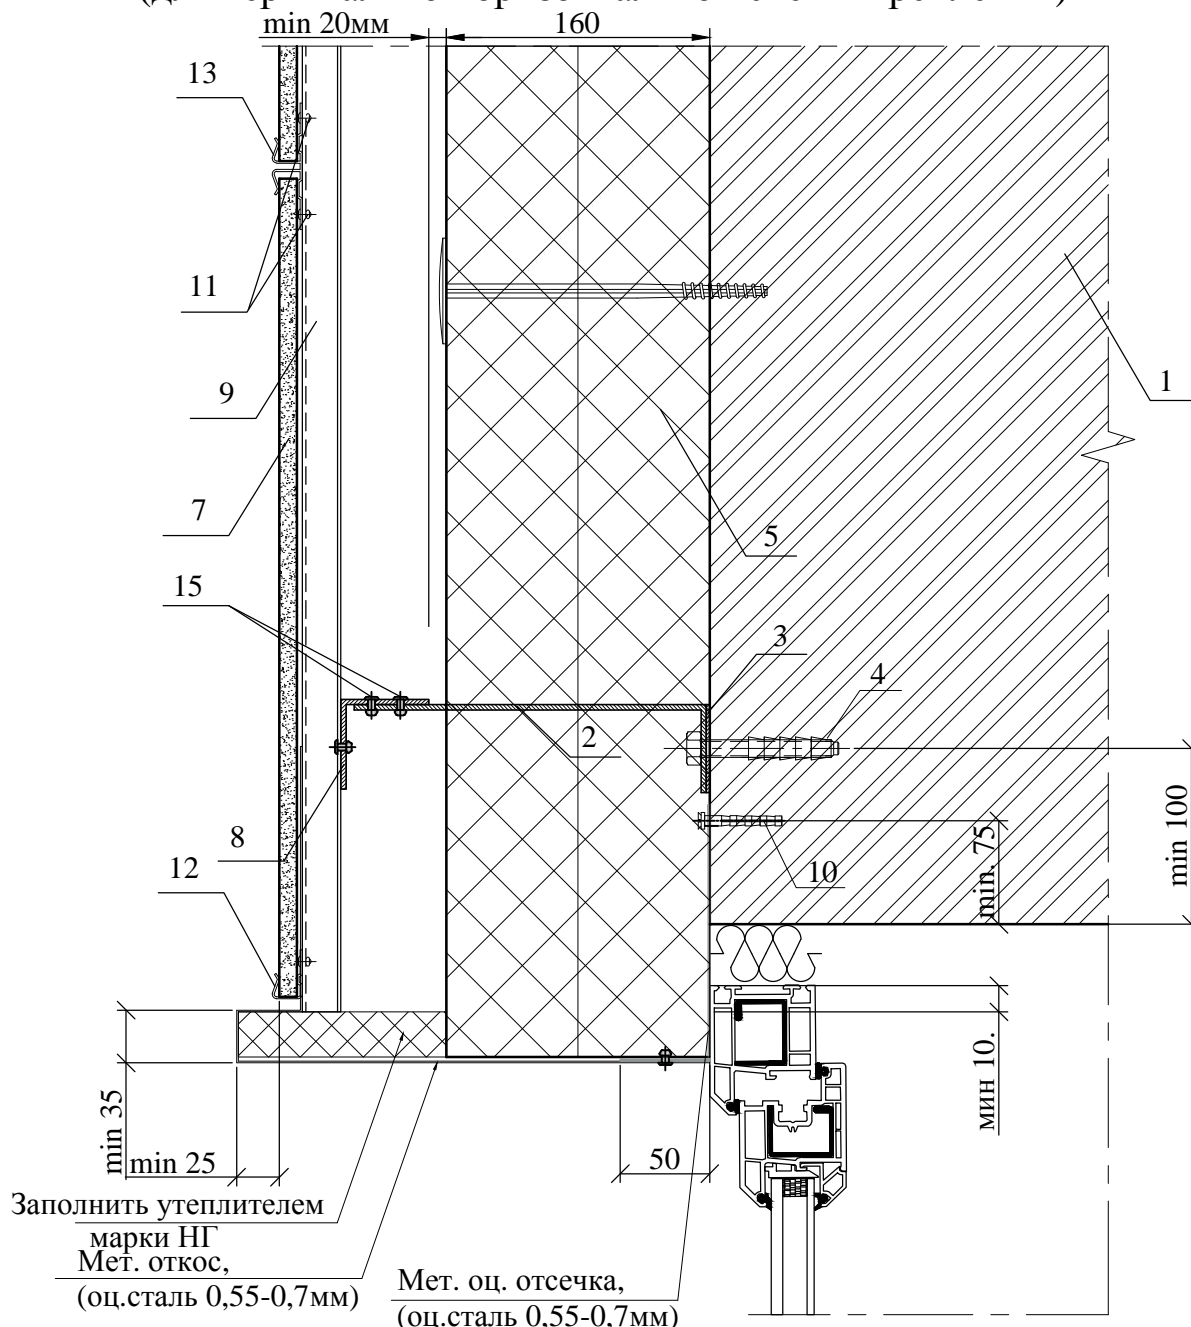 min 20мм
160
13
11
9
1
7
5
15
3
4
2
8
12
10
min. 75
min 100
мин 10.
min 35
min 25
50
Заполнить утеплителем
марки НГ
Мет. откос,
(оц.сталь 0,55-0,7мм)
Мет. оц. отсечка,
(оц.сталь 0,55-0,7мм)